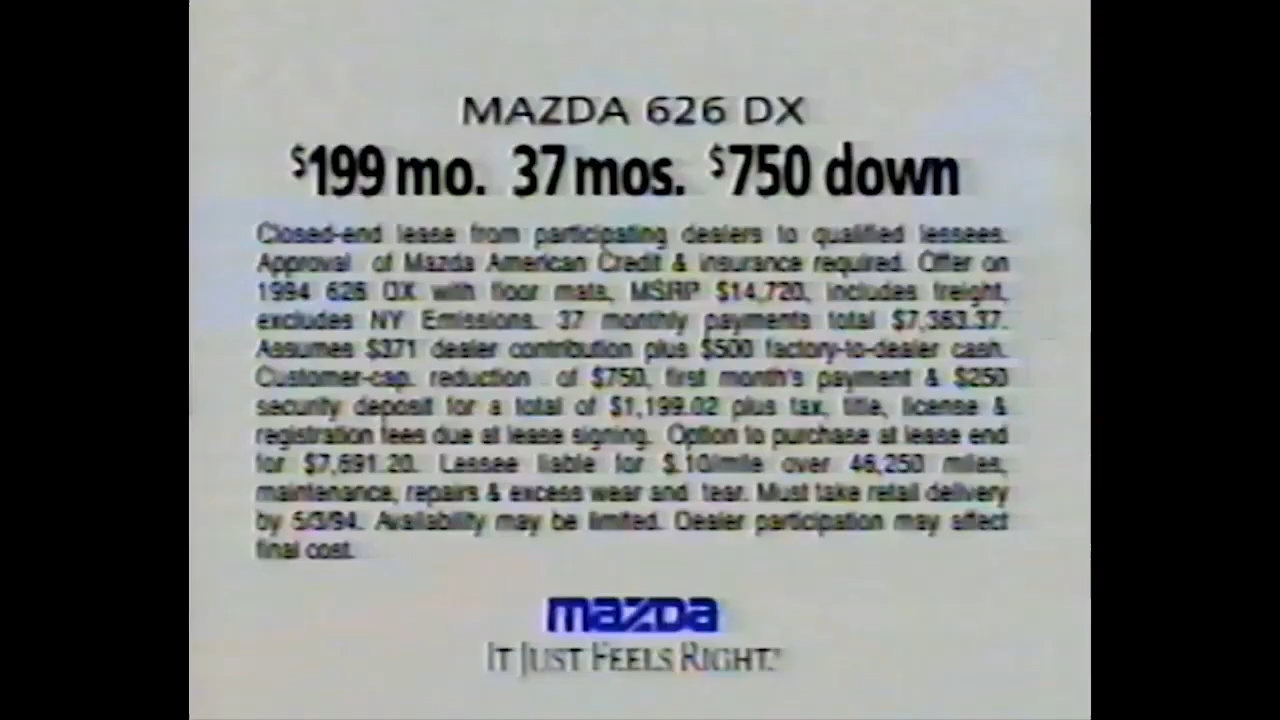 MAZDA 626 DX
$199 mo. 37 mos. $750 down
Closed-end lease from participating dealers to qualified lessees.
Approval of Mazda American Credit & insurance required. Offer on
1994 626 DX with floor mats, MSRP $14,720, includes freight,
excludes NY Emissions. 37 monthly payments total $7,363.37.
Assumes $371 dealer contribution plus $500 factory-to-dealer cash.
Customer-cap. reduction of $750, first month's payment & $250
security deposit for a total of $1,199.02 plus tax, title, license &
registration fees due at lease signing. Option to purchase at lease end
for $7,691.20. Lessee liable for $.10/mile over 46,250 miles,
maintenance, repairs & excess wear and tear. Must take retail delivery
by 5/3/94. Availability may be limited. Dealer participation may affect
final cost.
mazda
IT JUST FEELS RIGHT.